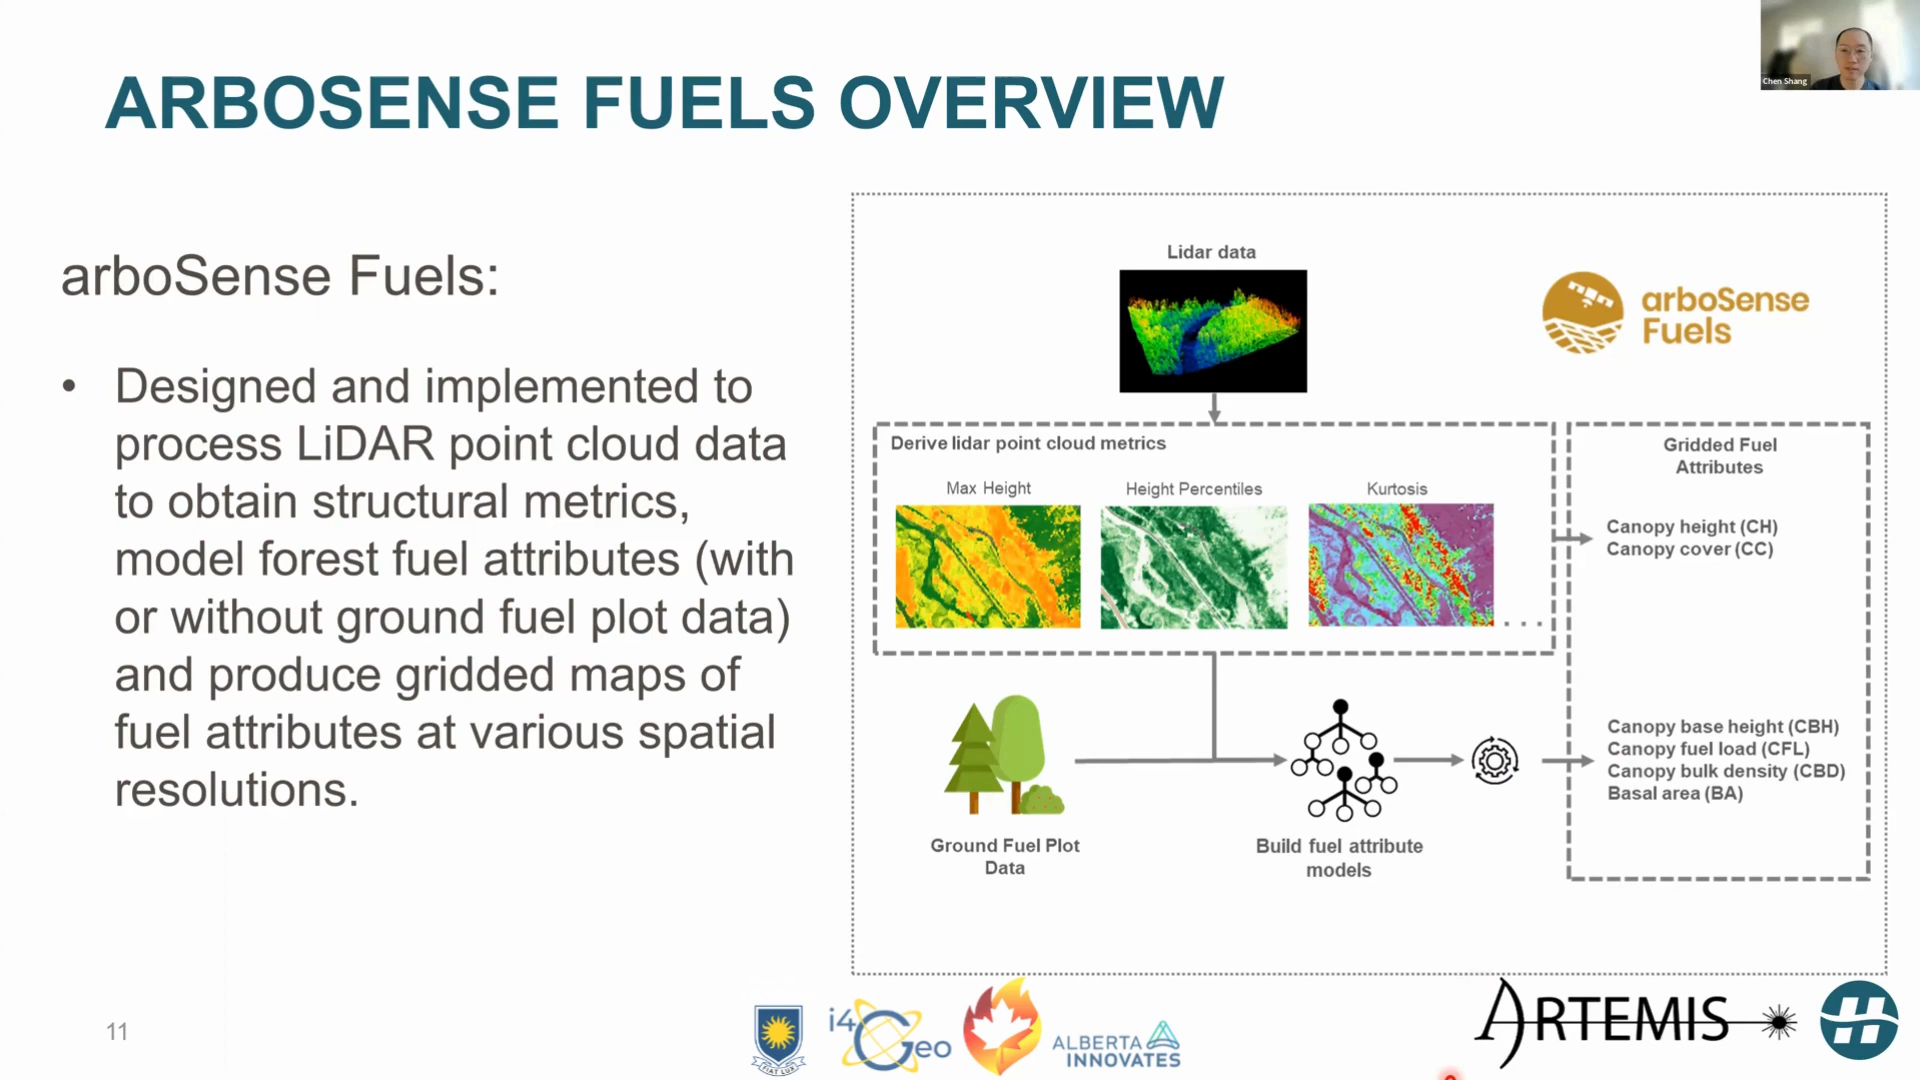 Chen Shang
ARBOSENSE FUELS OVERVIEW
arboSense Fuels:
• Designed and implemented to
process LiDAR point cloud data
to obtain structural metrics,
model forest fuel attributes (with
or without ground fuel plot data)
and produce gridded maps of
fuel attributes at various spatial
resolutions.
Lidar data
arboSense
Fuels
Derive lidar point cloud metrics
Max Height
Height Percentiles
Kurtosis
. . . .
Gridded Fuel
Attributes
Canopy height (CH)
Canopy cover (CC)
Canopy base height (CBH)
Canopy fuel load (CFL)
Canopy bulk density (CBD)
Basal area (BA)
Ground Fuel Plot
Data
Build fuel attribute
models
11
FIAT LUX
i4Geo
ALBERTA
INNOVATES
ARTEMIS
H